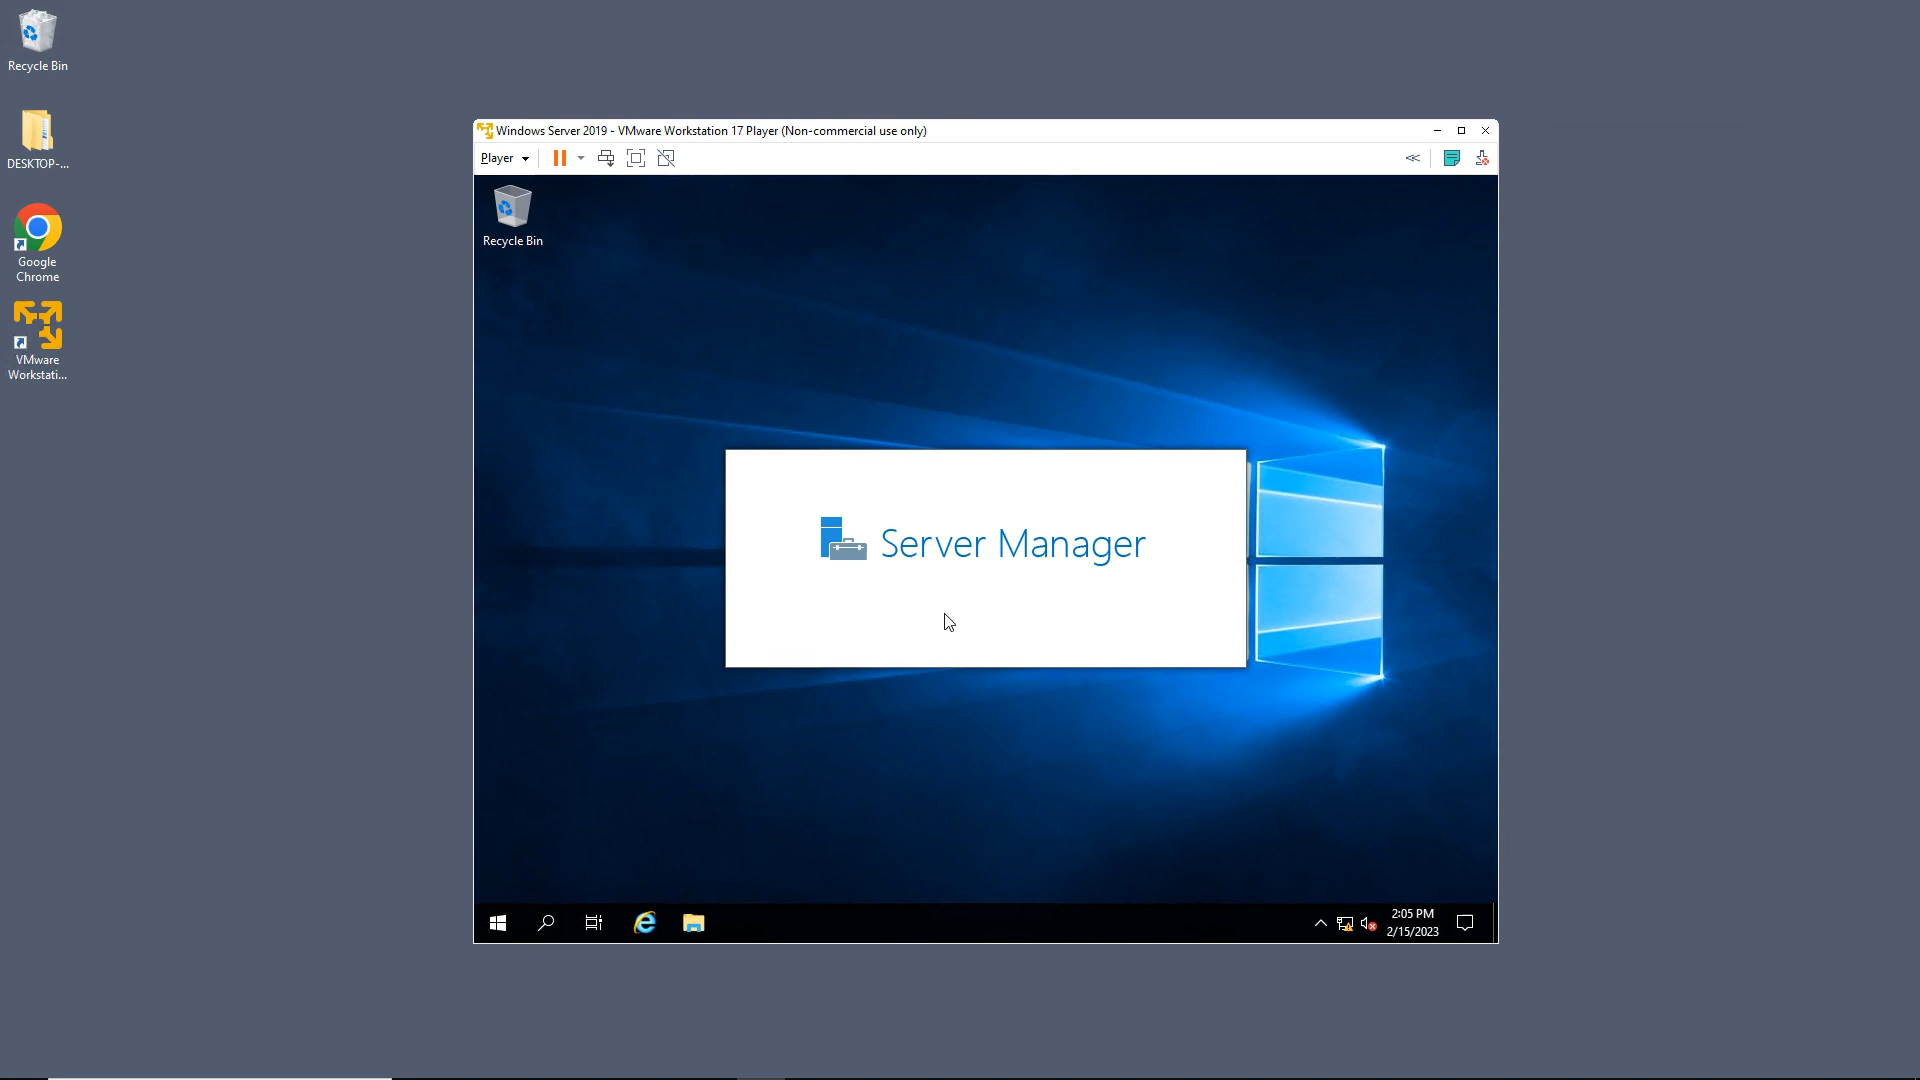 Recycle Bin
DESKTOP-...
Google
Chrome
VMware
Workstati...
Windows Server 2019 - VMware Workstation 17 Player (Non-commercial use only)
Player
Recycle Bin
Server Manager
2:05 PM
2/15/2023